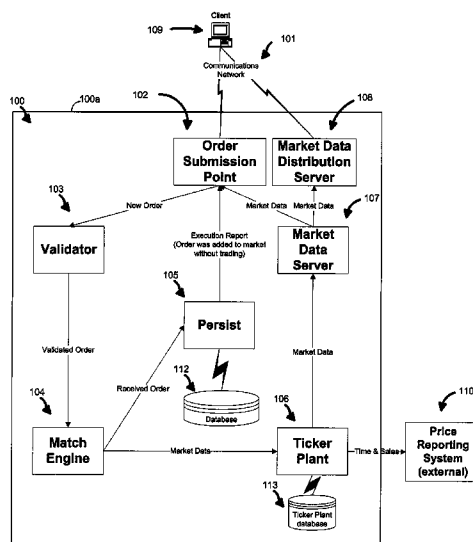 Client
109
101
Communications
Network
100
100a
102
108
Order
Submission
Point
Market Data
Distribution
Server
103
New Order
Market Data
Market Data
107
Validator
Execution Report
(Order was added to market
without trading)
Market
Data
Server
105
Persist
Validated Order
Market Data
Received Order
112
Database
104
106
110
Match
Engine
Market Data
Ticker
Plant
Time & Sales
Price
Reporting
System
(external)
113
Ticker Plant
database